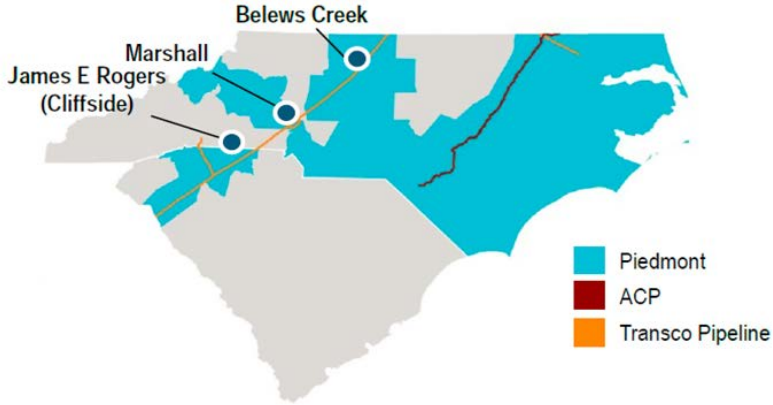 Belews Creek
Marshall
James E Rogers
(Cliffside)
Piedmont
ACP
Transco Pipeline